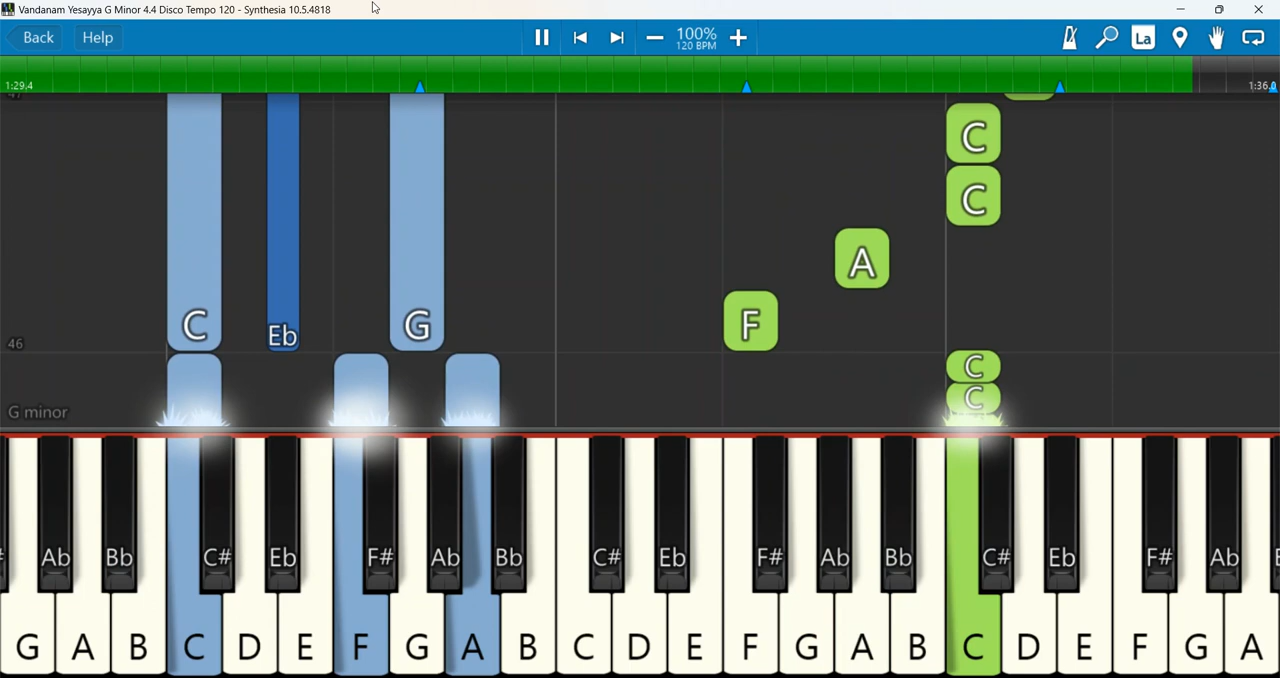 Vandanam Yesayya G Minor 4.4 Disco Tempo 120 - Synthesia 10.5.4818
Back Help 100% La
120 BPM
1:29.4 1:36.0
C
C
A
C Eb G F
46
C
G minor C
Ab Bb C# Eb F# Ab Bb C# Eb F# Ab Bb C# Eb F# Ab
G A B C D E F G A B C D E F G A B C D E F G A